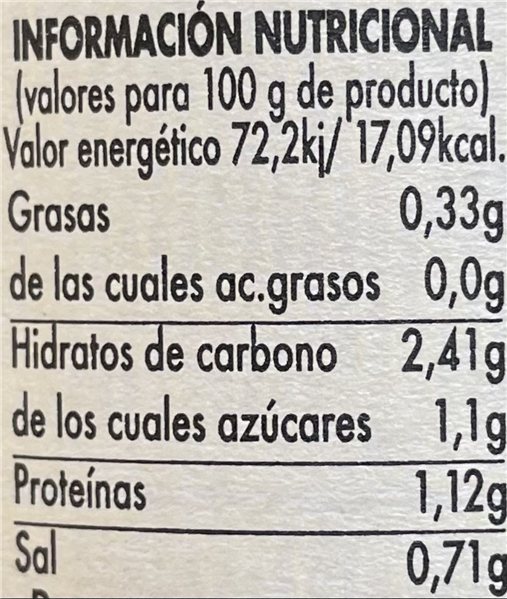 INFORMACIÓN NUTRICIONAL
(valores para 100 g de producto)
Valor energético 72,2kj/ 17,09kcal.
Grasas 0,33g
de las cuales ac.grasos 0,0g
Hidratos de carbono 2,41g
de los cuales azúcares 1,1g
Proteínas 1,12g
Sal 0,71g